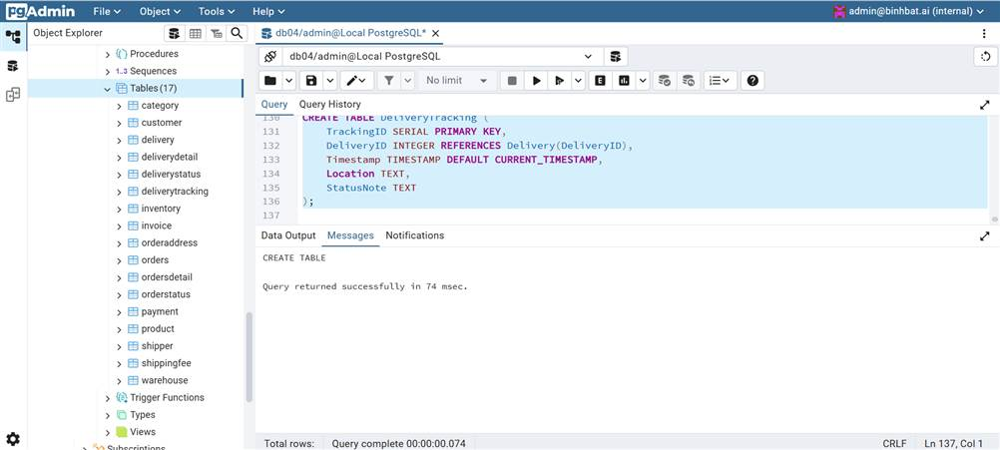 pgAdmin File Object Tools Help admin@binhbat.ai (internal)
Object Explorer
db04/admin@Local PostgreSQL*
db04/admin@Local PostgreSQL
No limit
E
Query Query History
Procedures
1..3 Sequences
Tables (17)
category
customer
delivery
deliverydetail
deliverystatus
deliverytracking
inventory
invoice
orderaddress
orders
ordersdetail
orderstatus
payment
product
shipper
shippingfee
warehouse
Trigger Functions
Types
Views
Subscriptions
130 CREATE TABLE DeliveryTracking (
131 TrackingID SERIAL PRIMARY KEY,
132 DeliveryID INTEGER REFERENCES Delivery(DeliveryID),
133 Timestamp TIMESTAMP DEFAULT CURRENT_TIMESTAMP,
134 Location TEXT,
135 StatusNote TEXT
136 );
137
Data Output Messages Notifications
CREATE TABLE
Query returned successfully in 74 msec.
Total rows: Query complete 00:00:00.074 CRLF Ln 137, Col 1